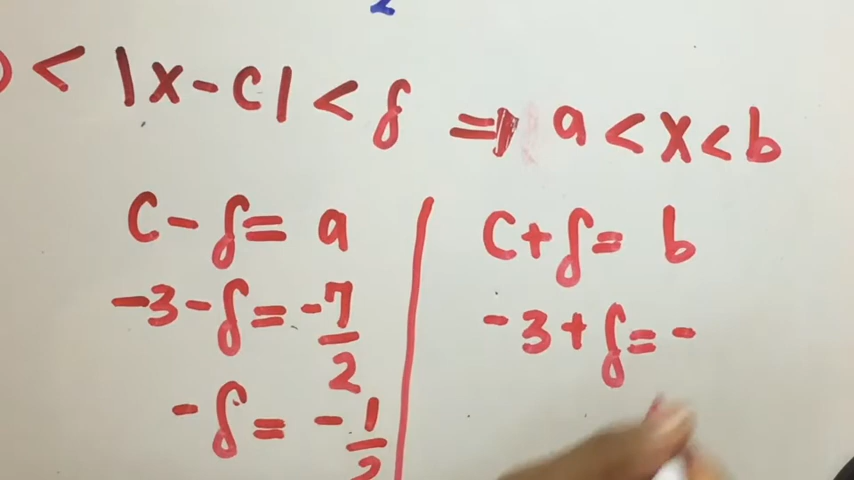 0 < |x - c| < δ ⇒ a < x < b
c - δ = a
-3 - δ = -7/2
-δ = -1/2
c + δ = b
-3 + δ = -